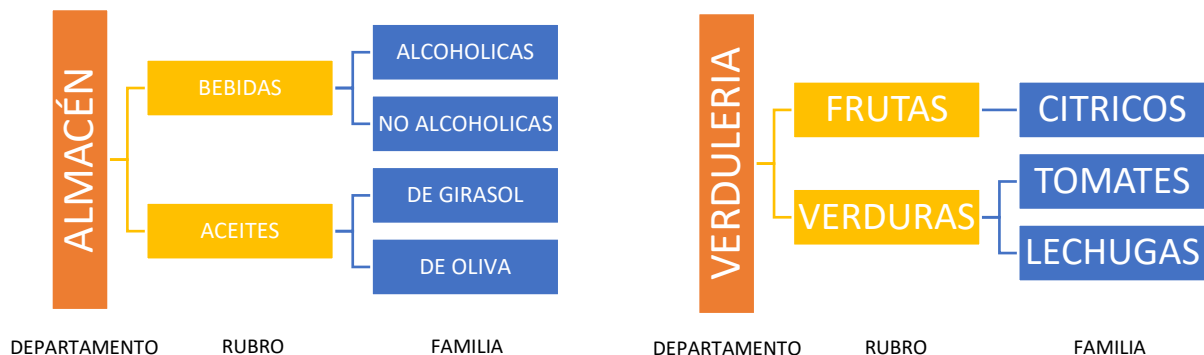 ALMACÉN
BEBIDAS
ALCOHOLICAS
NO ALCOHOLICAS
ACEITES
DE GIRASOL
DE OLIVA
DEPARTAMENTO RUBRO FAMILIA
VERDULERIA
FRUTAS
CITRICOS
VERDURAS
TOMATES
LECHUGAS
DEPARTAMENTO RUBRO FAMILIA